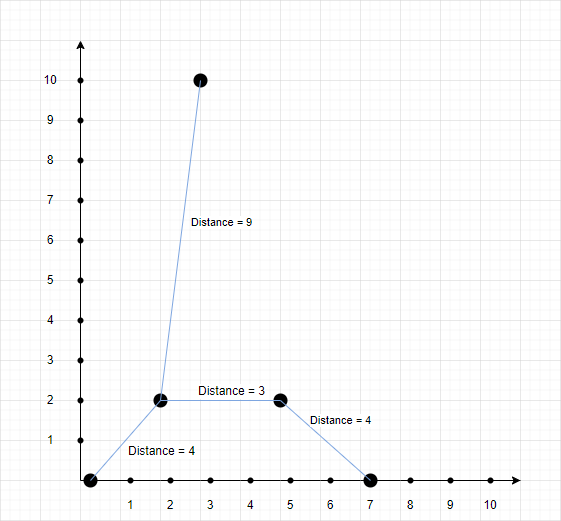 10
9
Distance = 9
8
7
6
5
4
3
Distance = 3
2
Distance = 4
1
Distance = 4
1 2 3 4 5 6 7 8 9 10